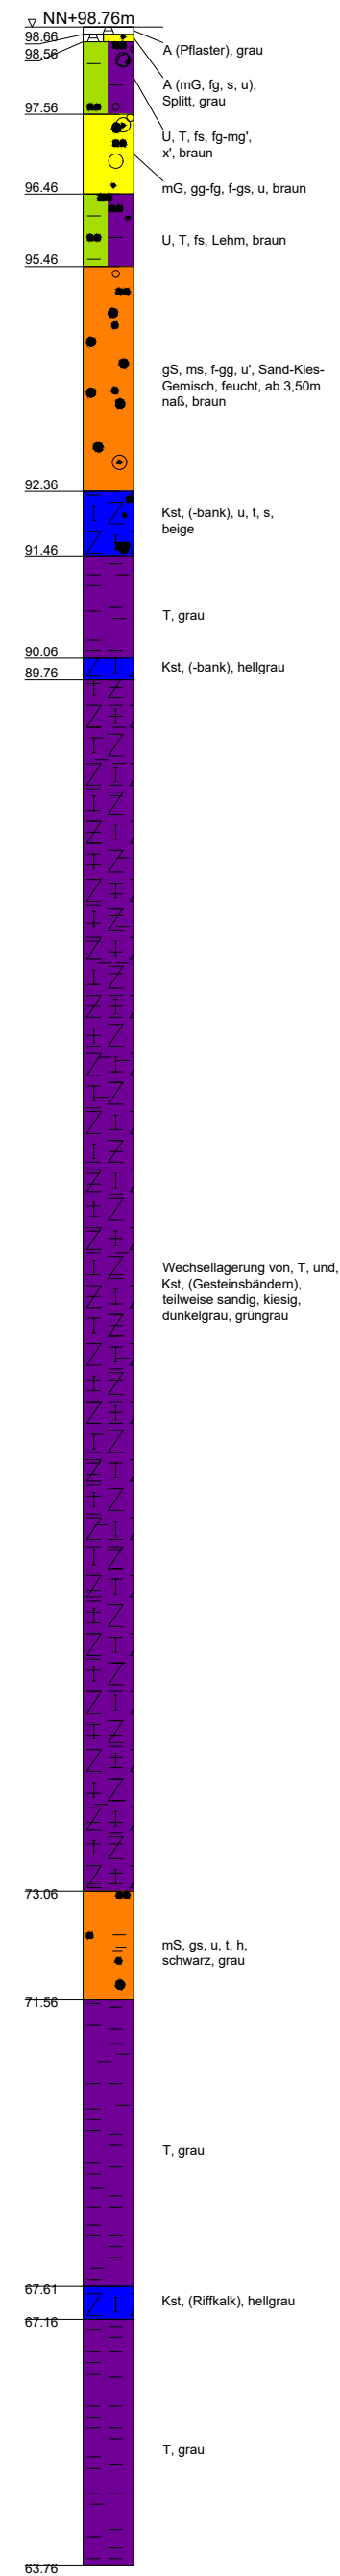 NN+98.76m
98.66
98.56
A (Pflaster), grau
A (mG, fg, s, u),
Splitt, grau
97.56
U, T, fs, fg-mg',
x', braun
mG, gg-fg, f-gs, u, braun
96.46
U, T, fs, Lehm, braun
95.46
gS, ms, f-gg, u', Sand-Kies-
Gemisch, feucht, ab 3,50m
naß, braun
92.36
Kst, (-bank), u, t, s,
beige
91.46
T, grau
90.06
Kst, (-bank), hellgrau
89.76
Wechsellagerung von, T, und,
Kst, (Gesteinsbändern),
teilweise sandig, kiesig,
dunkelgrau, grüngrau
73.06
mS, gs, u, t, h,
schwarz, grau
71.56
T, grau
67.61
Kst, (Riffkalk), hellgrau
67.16
T, grau
63.76